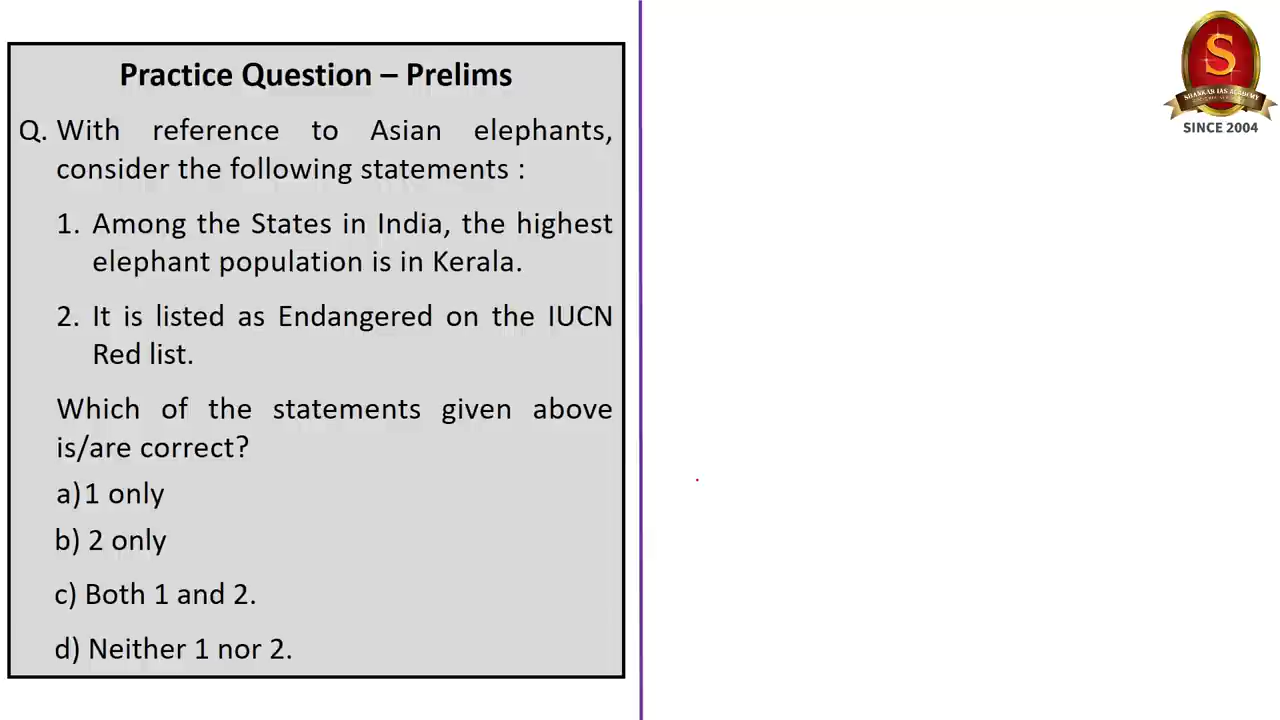 Practice Question – Prelims
Q. With reference to Asian elephants,
consider the following statements :
1. Among the States in India, the highest
elephant population is in Kerala.
2. It is listed as Endangered on the IUCN
Red list.
Which of the statements given above
is/are correct?
a) 1 only
b) 2 only
c) Both 1 and 2.
d) Neither 1 nor 2.
S
SHANKAR IAS ACADEMY
SINCE 2004